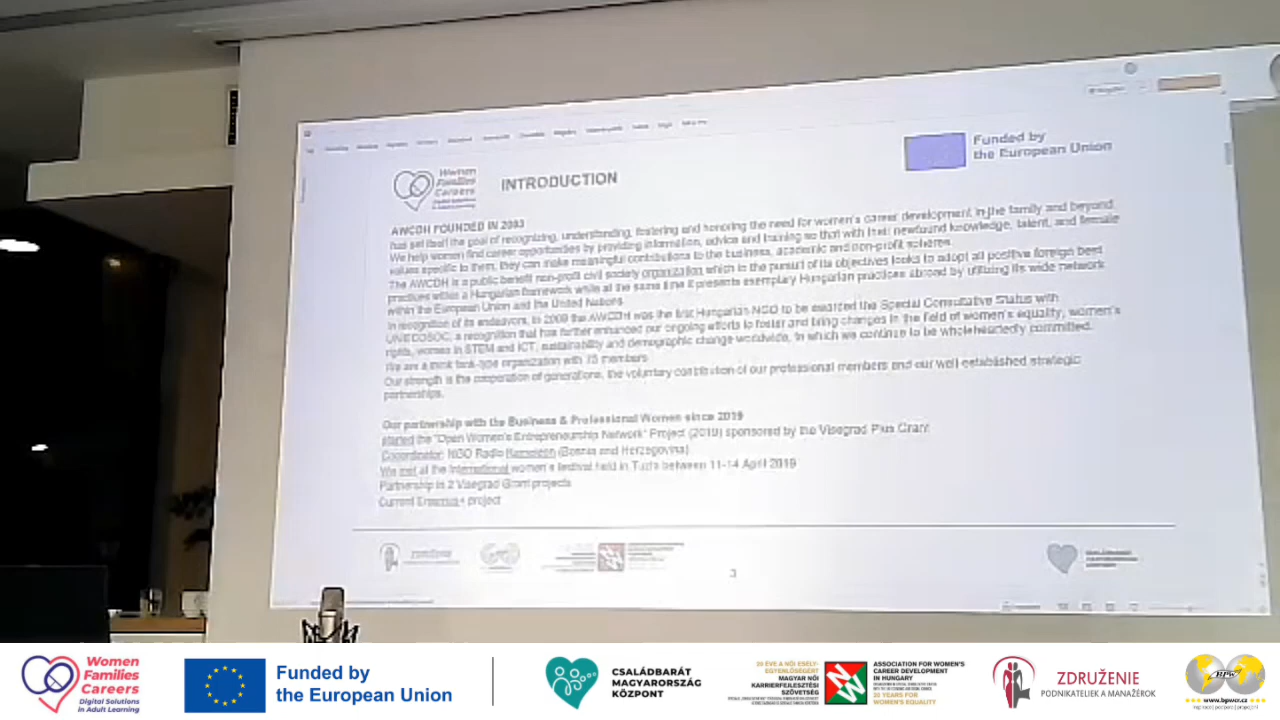 Women
Families
Careers
INTRODUCTION
Funded by
the European Union
AWCDH FOUNDED IN 2003
has set itself the goal of recognizing, understanding, fostering and honoring the need for women's career development in the family and beyond.
We help women find career opportunities by providing information, advice and training so that with their newfound knowledge, talent, and female
values specific to them, they can make meaningful contributions to the business, academic and non-profit spheres.
The AWCDH is a public benefit non-profit civil society organization which in the pursuit of its objectives looks to adopt all positive foreign best
practices within a Hungarian framework while at the same time it presents exemplary Hungarian practices abroad by utilizing its wide network
within the European Union and the United Nations.
In recognition of its endeavors, in 2009 the AWCDH was the first Hungarian NGO to be awarded the Special Consultative Status with
UN/ECOSOC, a recognition that has further enhanced our ongoing efforts to foster and bring changes in the field of women's equality, women's
rights, women in STEM and ICT, sustainability and demographic change worldwide, in which we continue to be wholeheartedly committed.
We are a think tank-type organization with 75 members
Our strength is the cooperation of generations, the voluntary contribution of our professional members and our well-established strategic
partnerships.
Our partnership with the Business & Professional Women since 2019
started the "Open Women's Entrepreneurship Network" Project (2019) sponsored by the Visegrad Plus Grant
Coordinator: NGO Radio (Bosnia and Herzegovina)
We met at the International women's festival held in Tuzla between 11-14 April 2019
Partnership in 2 Visegrad Grant projects
Current Erasmus+ project
3
Women
Families
Careers
Digital Solutions
in Adult Learning
Funded by
the European Union
CSALÁDBARÁT
MAGYARORSZÁG
KÖZPONT
20 ÉVE A NŐI ESÉLY-
EGYENLŐSÉGÉRT
MAGYAR NŐI
KARRIERFEJLESZTÉSI
SZÖVETSÉG
ASSOCIATION FOR WOMEN'S
CAREER DEVELOPMENT
IN HUNGARY
20 YEARS FOR
WOMEN'S EQUALITY
ZDRUŽENIE
PODNIKATELIEK A MANAŽÉROK
BPW
www.bpwcr.cz